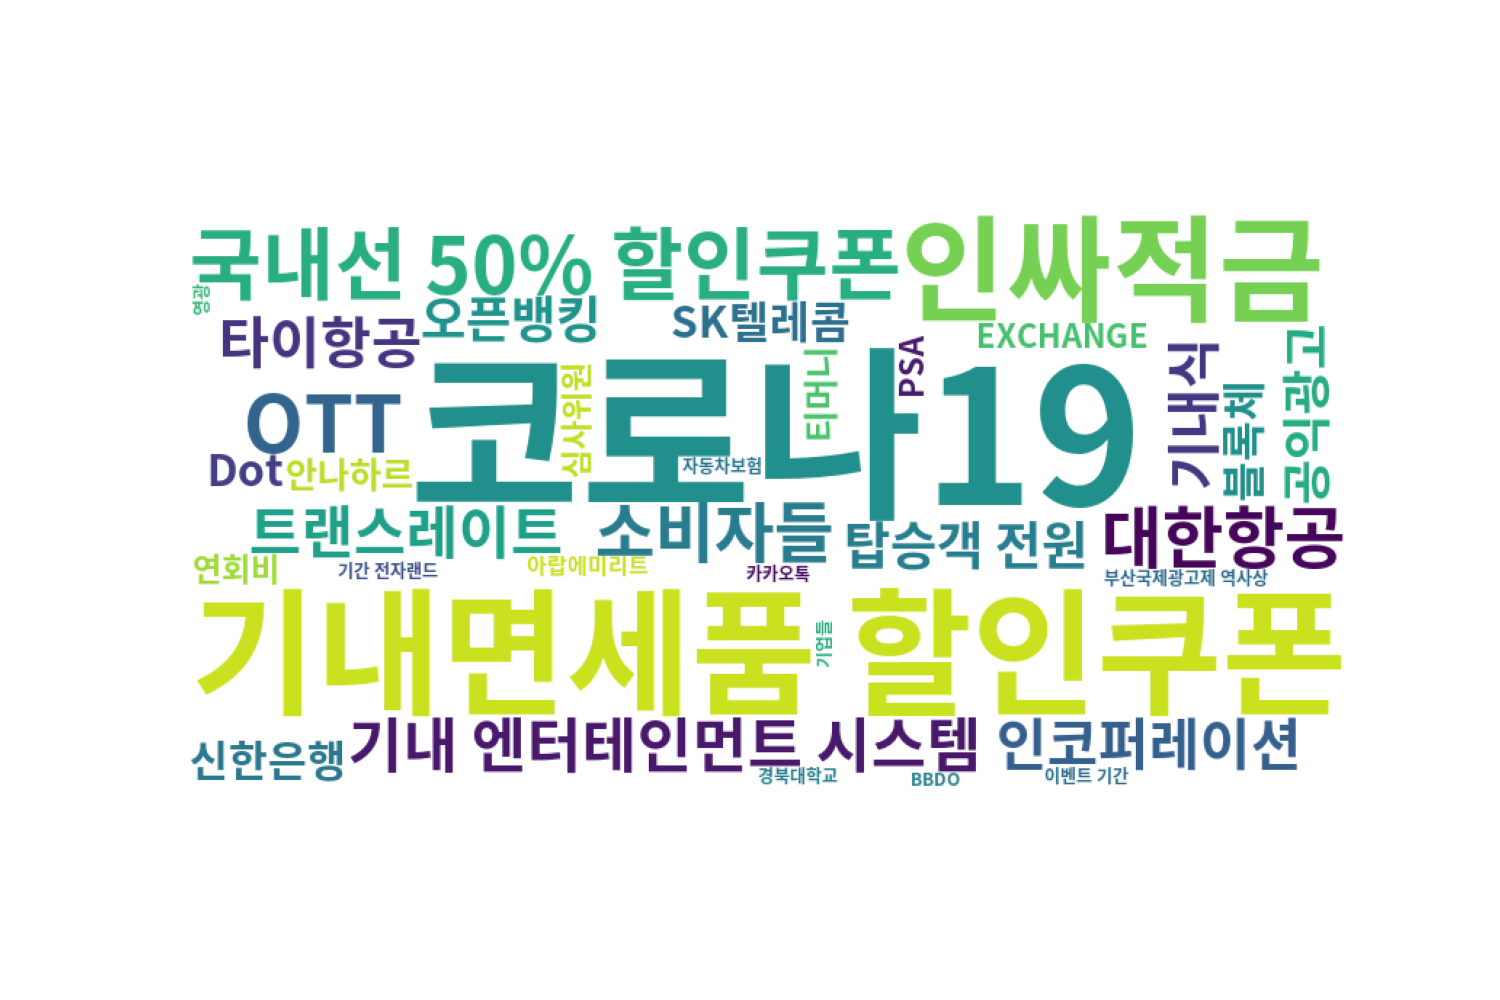 국내선 50% 할인쿠폰
인싸적금
영광
타이항공
오픈뱅킹
SK텔레콤
EXCHANGE
OTT
코로나19
심사위원
티머니
PSA
기내식
블록체
공익광고
Dot
안나하르
자동차보험
트랜스레이트
소비자들
탑승객 전원
대한항공
연회비
기간 전자랜드
아랍에미리트
카카오톡
부산국제광고제 역사상
기내면세품 할인쿠폰
기업들
신한은행
기내 엔터테인먼트 시스템
인코퍼레이션
경북대학교
BBDO
이벤트 기간